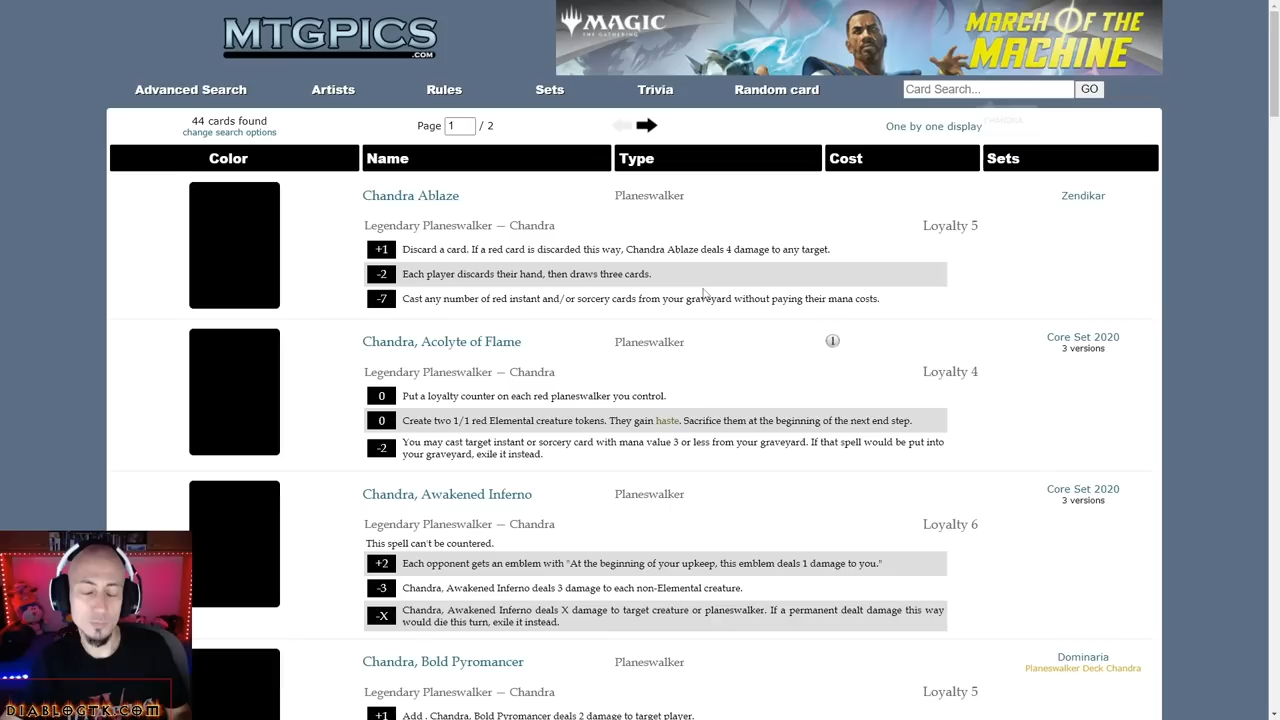 MTGPICS
.COM
MAGIC
THE GATHERING
MARCH OF THE
MACHINE
Advanced Search
Artists
Rules
Sets
Trivia
Random card
Card Search...
GO
44 cards found
change search options
Page 1 / 2
One by one display
Color
Name
Type
Cost
Sets
Chandra Ablaze
Planeswalker
Zendikar
Legendary Planeswalker — Chandra
Loyalty 5
+1 Discard a card. If a red card is discarded this way, Chandra Ablaze deals 4 damage to any target.
-2 Each player discards their hand, then draws three cards.
-7 Cast any number of red instant and/or sorcery cards from your graveyard without paying their mana costs.
Chandra, Acolyte of Flame
Planeswalker
1
Core Set 2020
3 versions
Legendary Planeswalker — Chandra
Loyalty 4
0 Put a loyalty counter on each red planeswalker you control.
0 Create two 1/1 red Elemental creature tokens. They gain haste. Sacrifice them at the beginning of the next end step.
-2 You may cast target instant or sorcery card with mana value 3 or less from your graveyard. If that spell would be put into
your graveyard, exile it instead.
Chandra, Awakened Inferno
Planeswalker
Core Set 2020
3 versions
Legendary Planeswalker — Chandra
Loyalty 6
This spell can't be countered.
+2 Each opponent gets an emblem with "At the beginning of your upkeep, this emblem deals 1 damage to you."
-3 Chandra, Awakened Inferno deals 3 damage to each non-Elemental creature.
-X Chandra, Awakened Inferno deals X damage to target creature or planeswalker. If a permanent dealt damage this way
would die this turn, exile it instead.
Chandra, Bold Pyromancer
Planeswalker
Dominaria
Planeswalker Deck Chandra
Legendary Planeswalker — Chandra
Loyalty 5
+1 Add . Chandra, Bold Pyromancer deals 2 damage to target player.
DIABLOGTK.COM